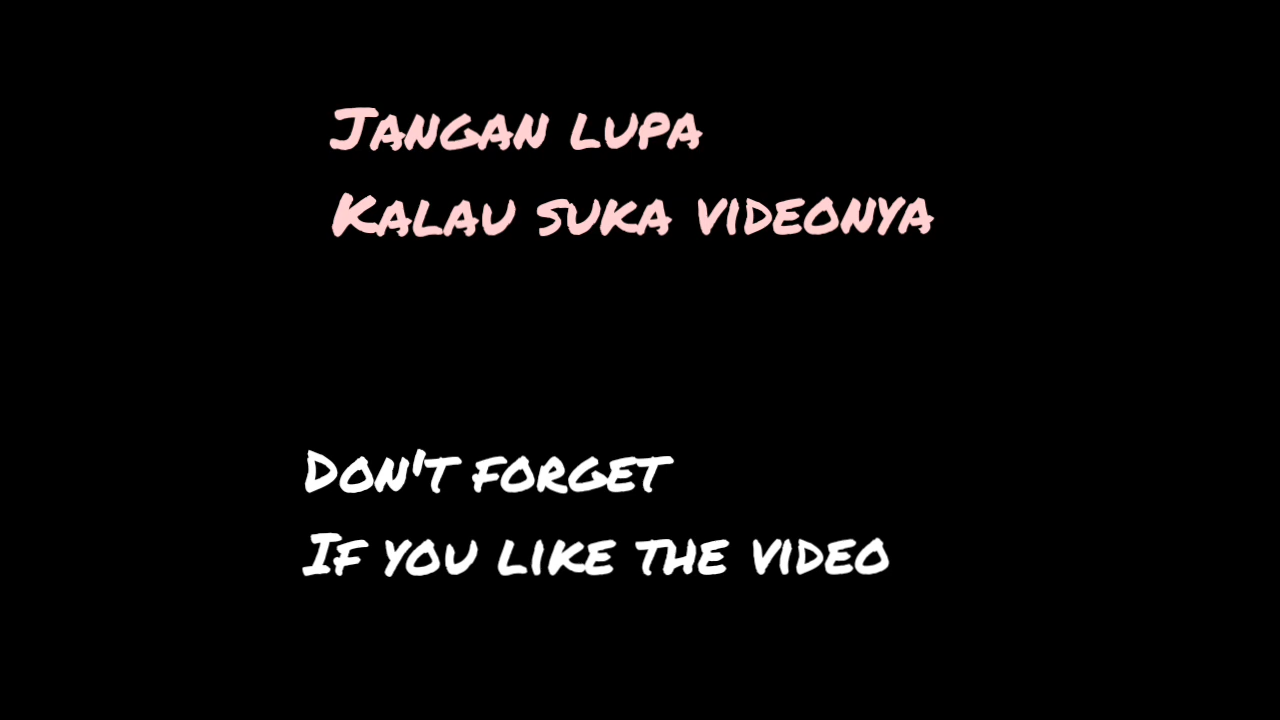 Jangan lupa
Kalau suka videonya
Don't forget
If you like the video